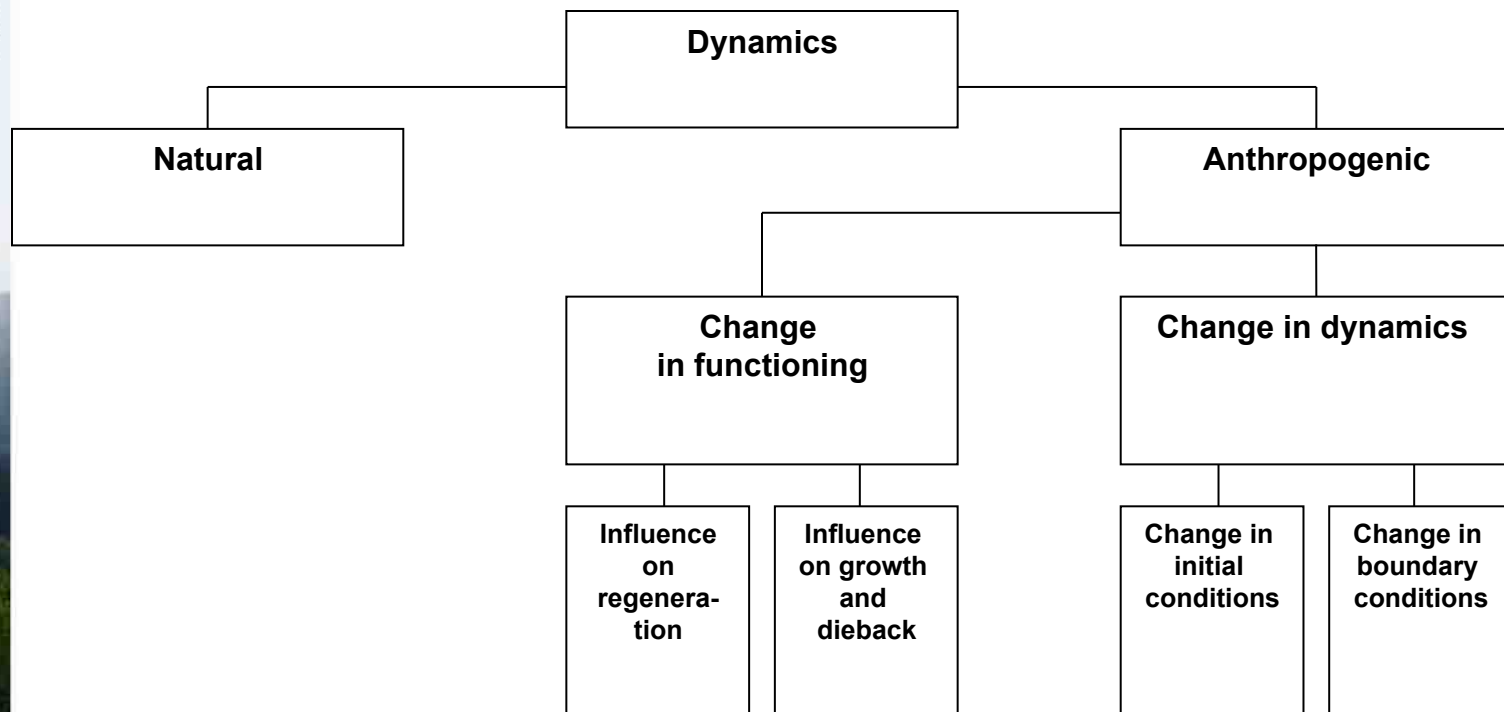 Dynamics
Natural
Anthropogenic
Change
in functioning
Change in dynamics
Influence
on
regenera-
tion
Influence
on growth
and
dieback
Change in
initial
conditions
Change in
boundary
conditions